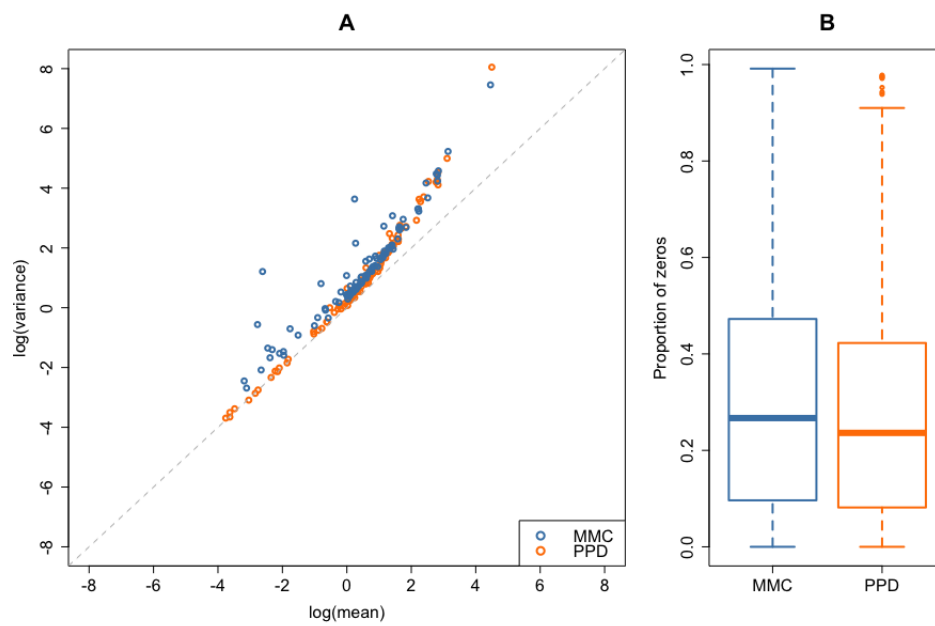 A
B
8
6
4
2
0
-2
-4
-6
-8
log(variance)
-8 -6 -4 -2 0 2 4 6 8
log(mean)
MMC
PPD
1.0
0.8
0.6
0.4
0.2
0.0
Proportion of zeros
MMC PPD